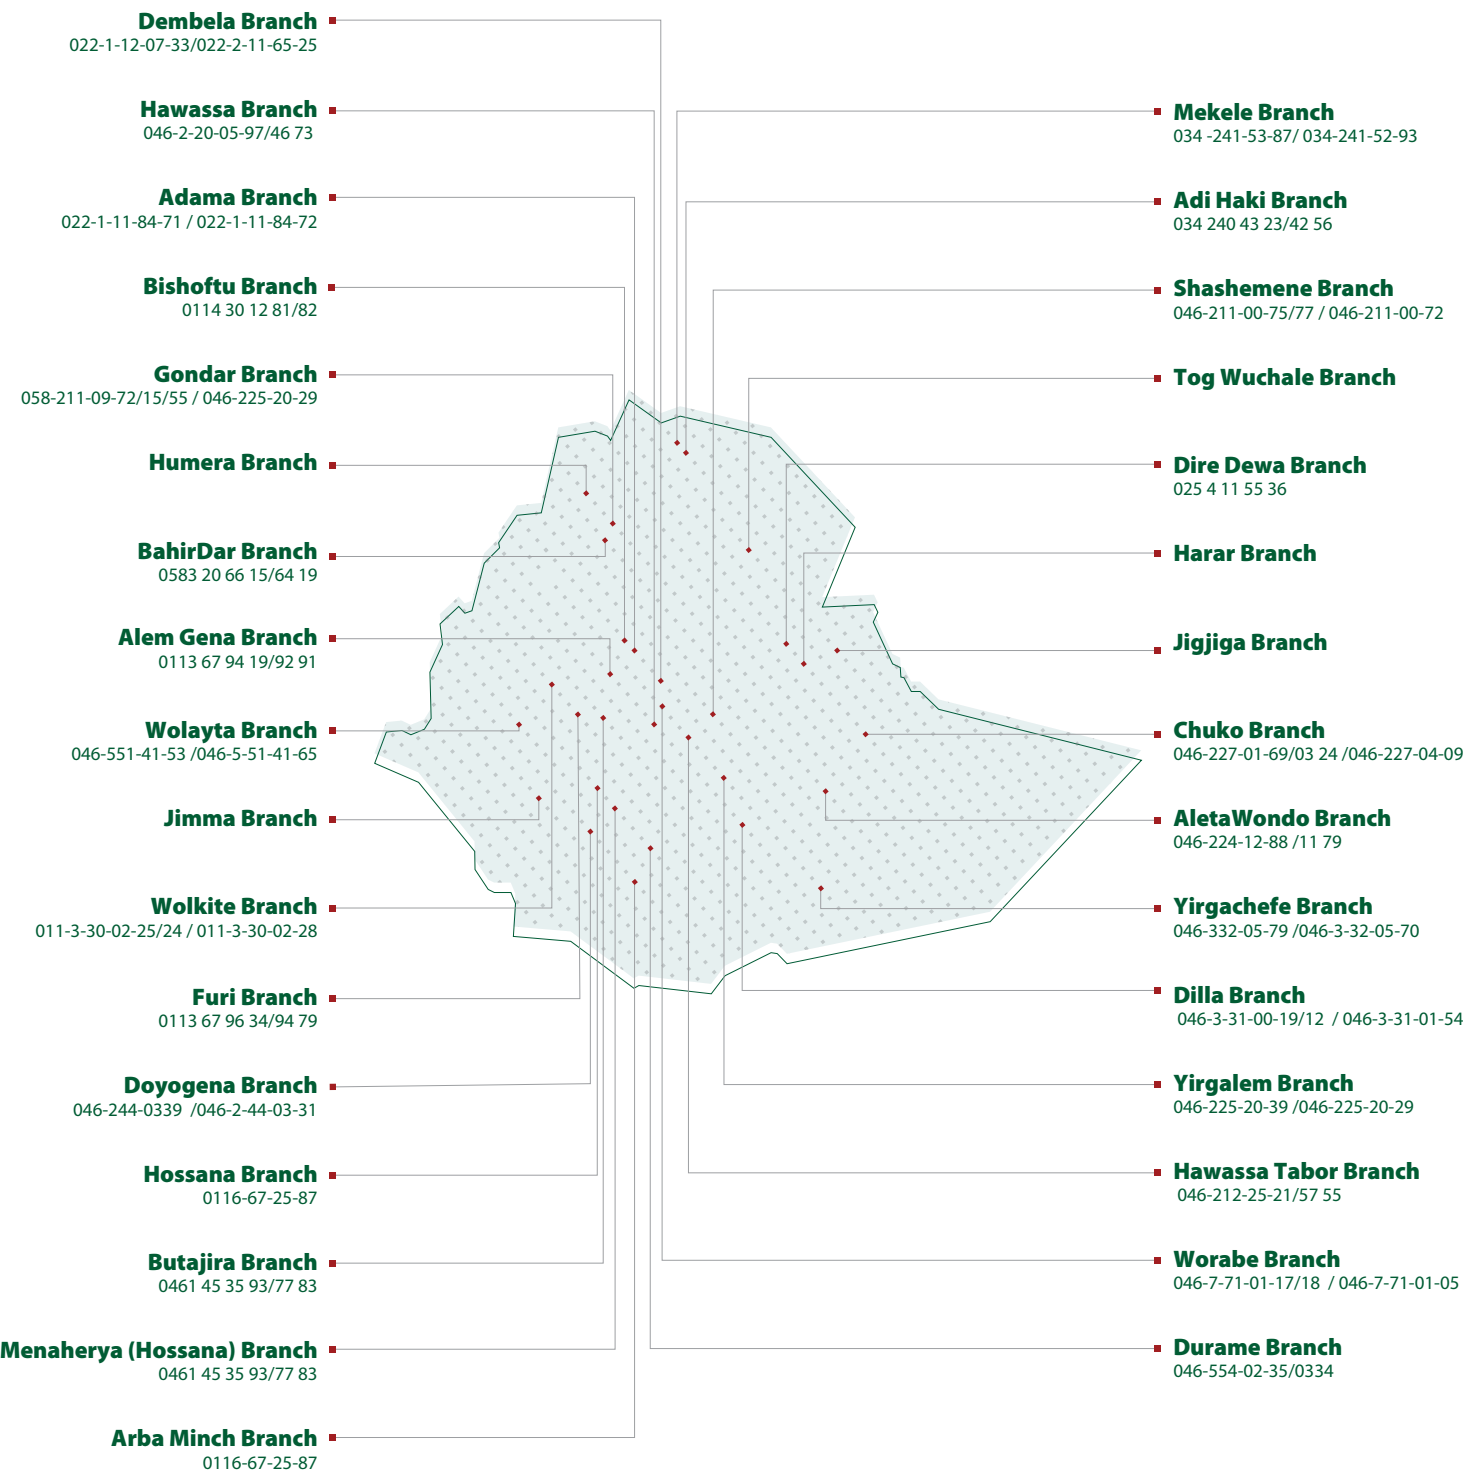 Dembela Branch
022-1-12-07-33/022-2-11-65-25
Hawassa Branch
046-2-20-05-97/46 73
Adama Branch
022-1-11-84-71 / 022-1-11-84-72
Bishoftu Branch
0114 30 12 81/82
Gondar Branch
058-211-09-72/15/55 / 046-225-20-29
Humera Branch
BahirDar Branch
0583 20 66 15/64 19
Alem Gena Branch
0113 67 94 19/92 91
Wolayta Branch
046-551-41-53 /046-5-51-41-65
Jimma Branch
Wolkite Branch
011-3-30-02-25/24 / 011-3-30-02-28
Furi Branch
0113 67 96 34/94 79
Doyogena Branch
046-244-0339 /046-2-44-03-31
Hossana Branch
0116-67-25-87
Butajira Branch
0461 45 35 93/77 83
Menaherya (Hossana) Branch
0461 45 35 93/77 83
Arba Minch Branch
0116-67-25-87
Mekele Branch
034 -241-53-87/ 034-241-52-93
Adi Haki Branch
034 240 43 23/42 56
Shashemene Branch
046-211-00-75/77 / 046-211-00-72
Tog Wuchale Branch
Dire Dewa Branch
025 4 11 55 36
Harar Branch
Jigjiga Branch
Chuko Branch
046-227-01-69/03 24 /046-227-04-09
AletaWondo Branch
046-224-12-88 /11 79
Yirgachefe Branch
046-332-05-79 /046-3-32-05-70
Dilla Branch
046-3-31-00-19/12 / 046-3-31-01-54
Yirgalem Branch
046-225-20-39 /046-225-20-29
Hawassa Tabor Branch
046-212-25-21/57 55
Worabe Branch
046-7-71-01-17/18 / 046-7-71-01-05
Durame Branch
046-554-02-35/0334